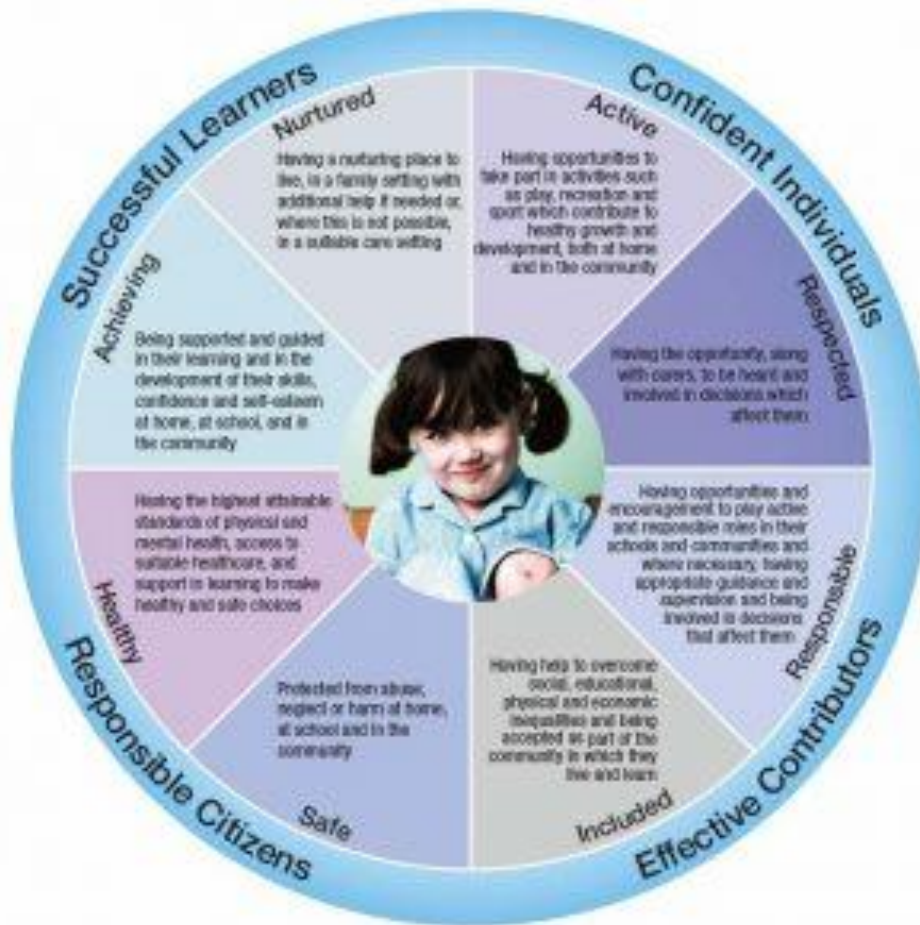 Successful Learners
Confident Individuals
Nurtured
Having a nurturing place to
live, in a family setting with
additional help if needed or,
where this is not possible,
in a suitable care setting
Active
Having opportunities to
take part in activities such
as play, recreation and
sport which contribute to
healthy growth and
development, both at home
and in the community
Achieving
Being supported and guided
in their learning and in the
development of their skills,
confidence and self-esteem
at home, at school, and in
the community
Respected
Having the opportunity, along
with carers, to be heard and
involved in decisions which
affect them
Healthy
Having the highest attainable
standards of physical and
mental health, access to
suitable healthcare, and
support in learning to make
healthy and safe choices
Responsible
Having opportunities and
encouragement to play active
and responsible roles in their
schools and communities and
where necessary, having
appropriate guidance and
supervision and being
involved in decisions
that affect them
Safe
Protected from abuse,
neglect or harm at home,
at school and in the
community
Included
Having help to overcome
social, educational,
physical and economic
inequalities and being
accepted as part of the
community in which they
live and learn
Responsible Citizens
Effective Contributors